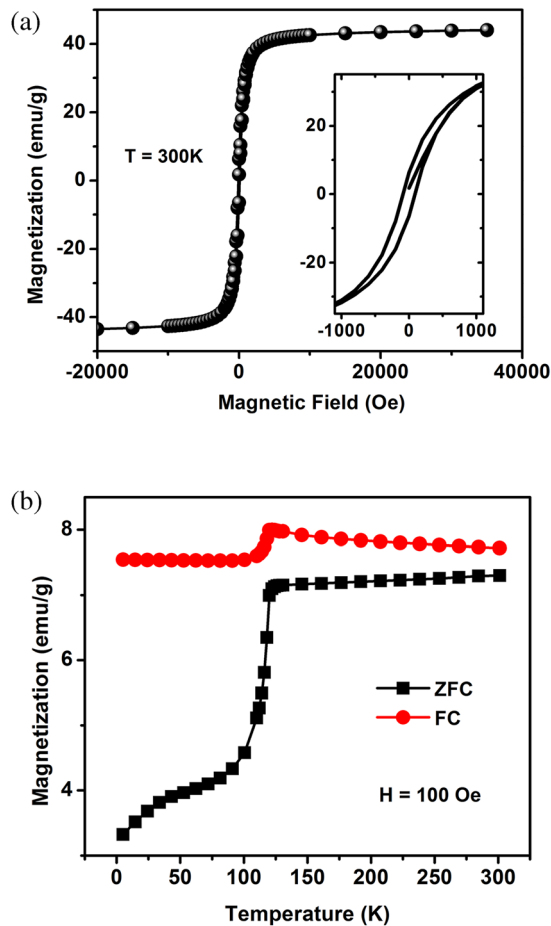 (a)
40
20
0
-20
-40
Magnetization (emu/g)
T = 300K
20
0
-20
-1000 0 1000
-20000 0 20000 40000
Magnetic Field (Oe)
(b)
8
6
4
Magnetization (emu/g)
ZFC
FC
H = 100 Oe
0 50 100 150 200 250 300
Temperature (K)